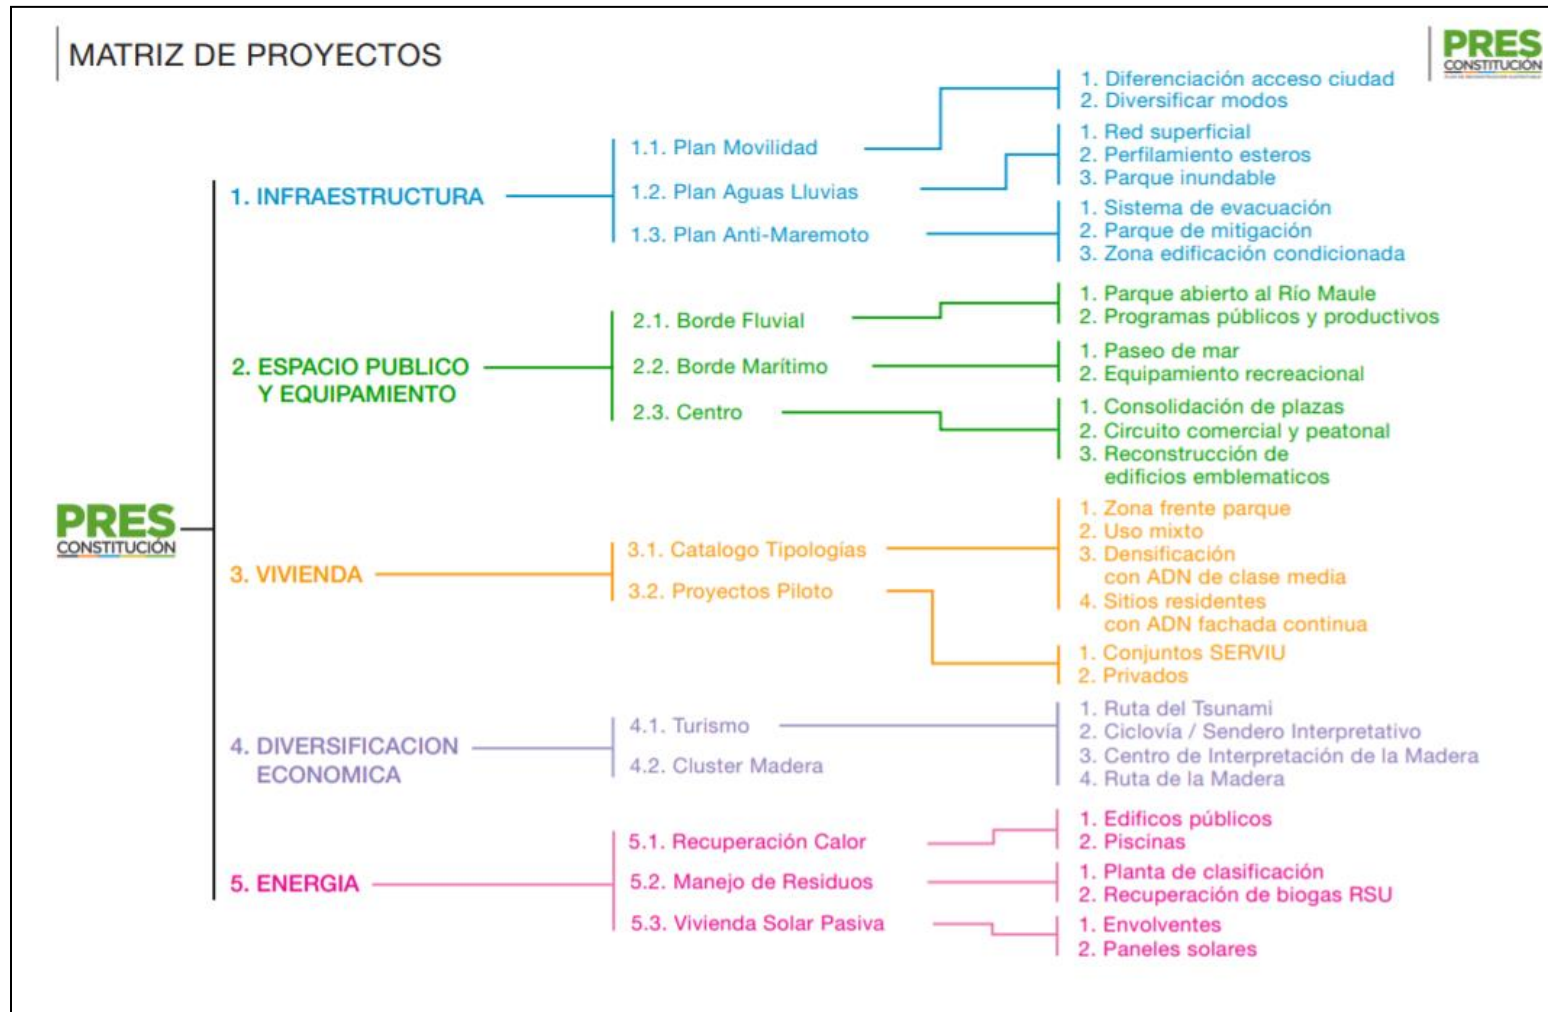 MATRIZ DE PROYECTOS
PRES
CONSTITUCIÓN
PRES
CONSTITUCIÓN
1. INFRAESTRUCTURA
1.1. Plan Movilidad
1. Diferenciación acceso ciudad
2. Diversificar modos
1.2. Plan Aguas Lluvias
1. Red superficial
2. Perfilamiento esteros
3. Parque inundable
1.3. Plan Anti-Maremoto
1. Sistema de evacuación
2. Parque de mitigación
3. Zona edificación condicionada
2. ESPACIO PUBLICO
Y EQUIPAMIENTO
2.1. Borde Fluvial
1. Parque abierto al Río Maule
2. Programas públicos y productivos
2.2. Borde Marítimo
1. Paseo de mar
2. Equipamiento recreacional
2.3. Centro
1. Consolidación de plazas
2. Circuito comercial y peatonal
3. Reconstrucción de
edificios emblematicos
3. VIVIENDA
3.1. Catalogo Tipologías
1. Zona frente parque
2. Uso mixto
3. Densificación
con ADN de clase media
4. Sitios residentes
con ADN fachada continua
3.2. Proyectos Piloto
1. Conjuntos SERVIU
2. Privados
4. DIVERSIFICACION
ECONOMICA
4.1. Turismo
4.2. Cluster Madera
1. Ruta del Tsunami
2. Ciclovía / Sendero Interpretativo
3. Centro de Interpretación de la Madera
4. Ruta de la Madera
5. ENERGIA
5.1. Recuperación Calor
1. Edificos públicos
2. Piscinas
5.2. Manejo de Residuos
1. Planta de clasificación
2. Recuperación de biogas RSU
5.3. Vivienda Solar Pasiva
1. Envolventes
2. Paneles solares